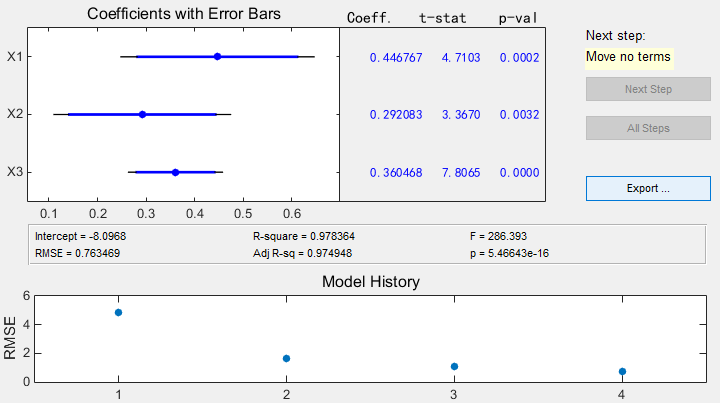 Coefficients with Error Bars
Coeff. t-stat p-val
X1 0.446767 4.7103 0.0002
X2 0.292083 3.3670 0.0032
X3 0.360468 7.8065 0.0000
0.1 0.2 0.3 0.4 0.5 0.6
Next step:
Move no terms
Next Step
All Steps
Export ...
Intercept = -8.0968 R-square = 0.978364 F = 286.393
RMSE = 0.763469 Adj R-sq = 0.974948 p = 5.46643e-16
Model History
RMSE
6
4
2
0
1 2 3 4